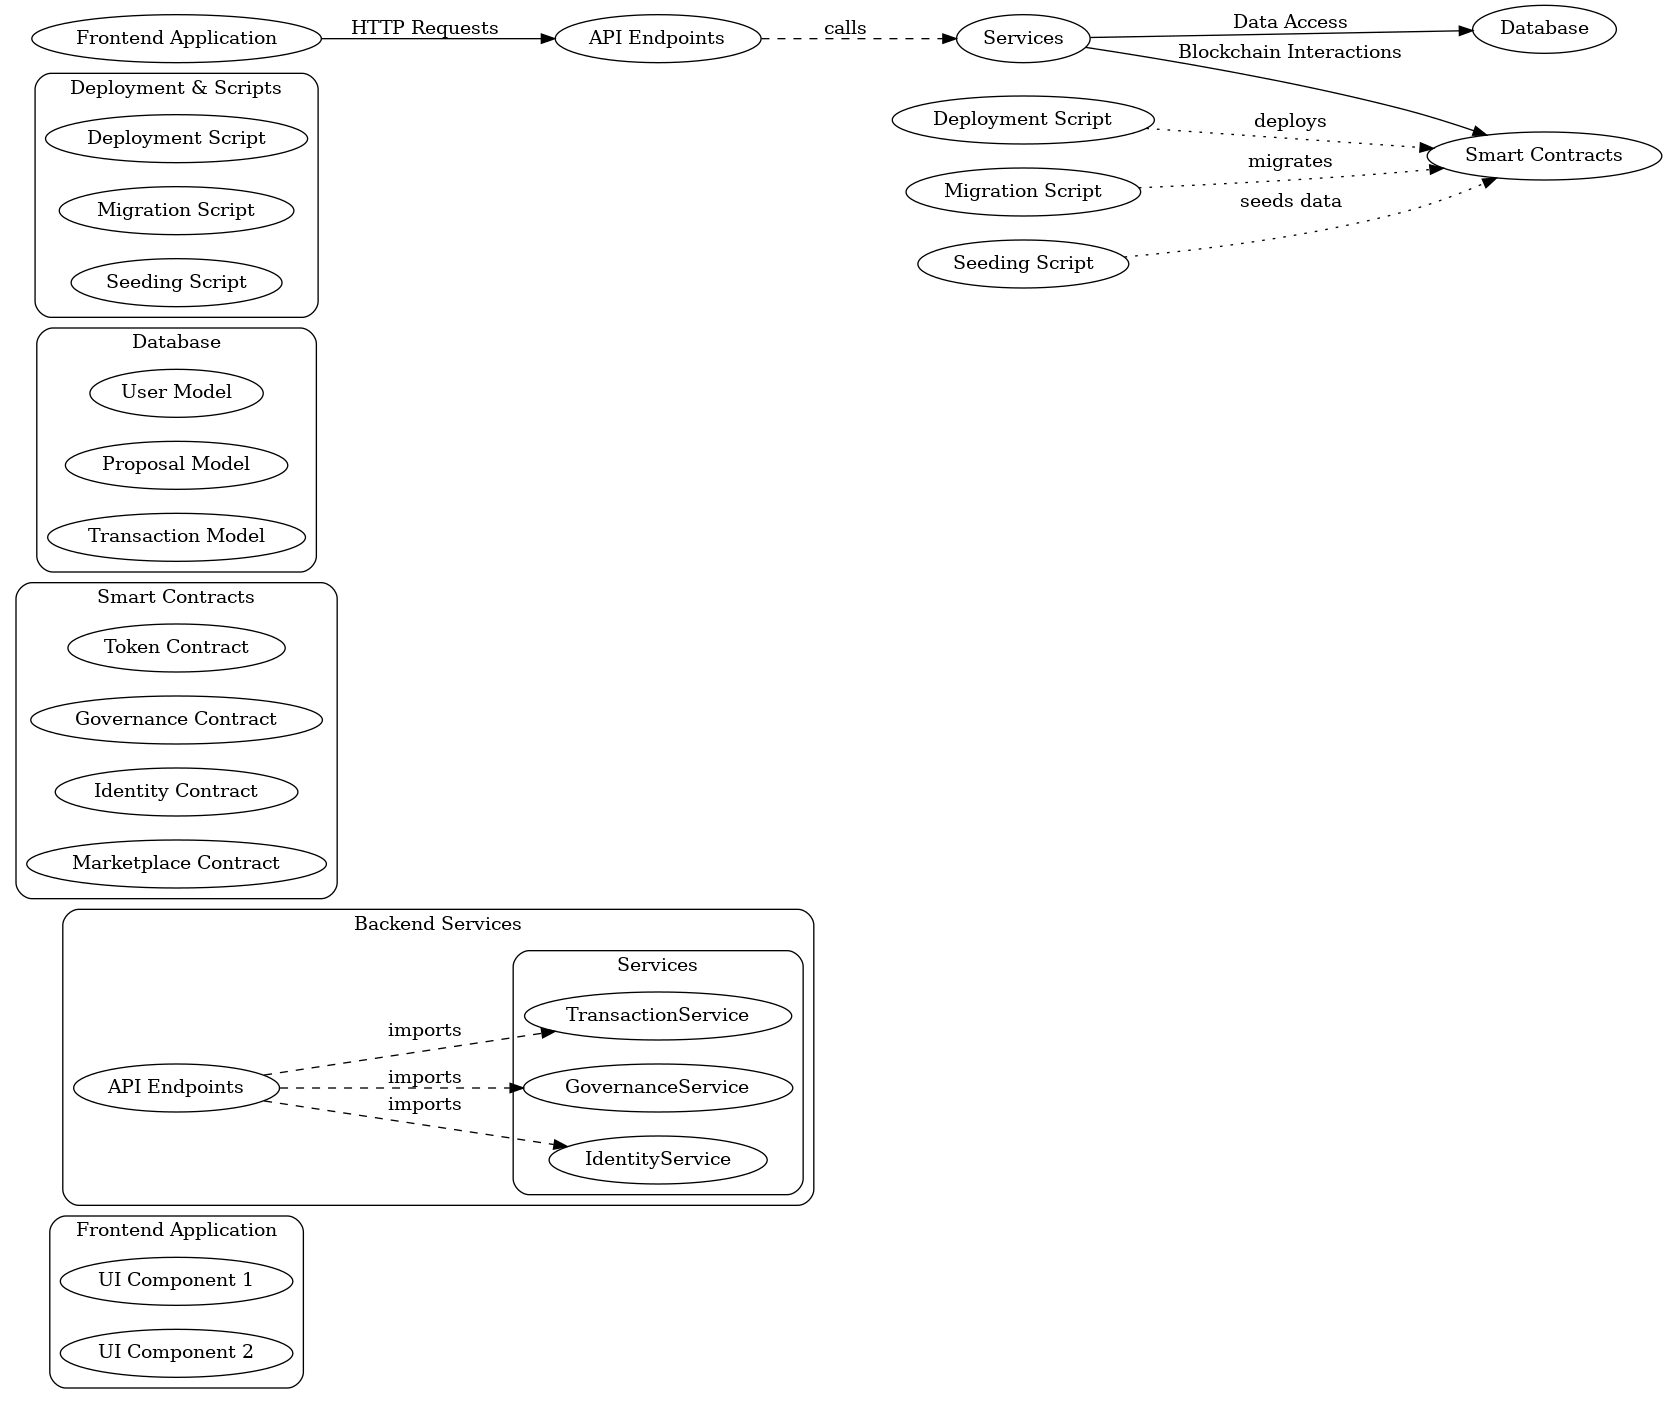 Frontend Application
HTTP Requests
API Endpoints
calls
Services
Data Access
Database
Blockchain Interactions
Smart Contracts
Deployment Script
deploys
Migration Script
migrates
Seeding Script
seeds data
Deployment & Scripts
Deployment Script
Migration Script
Seeding Script
Database
User Model
Proposal Model
Transaction Model
Smart Contracts
Token Contract
Governance Contract
Identity Contract
Marketplace Contract
Backend Services
Services
API Endpoints
imports
TransactionService
imports
GovernanceService
imports
IdentityService
Frontend Application
UI Component 1
UI Component 2